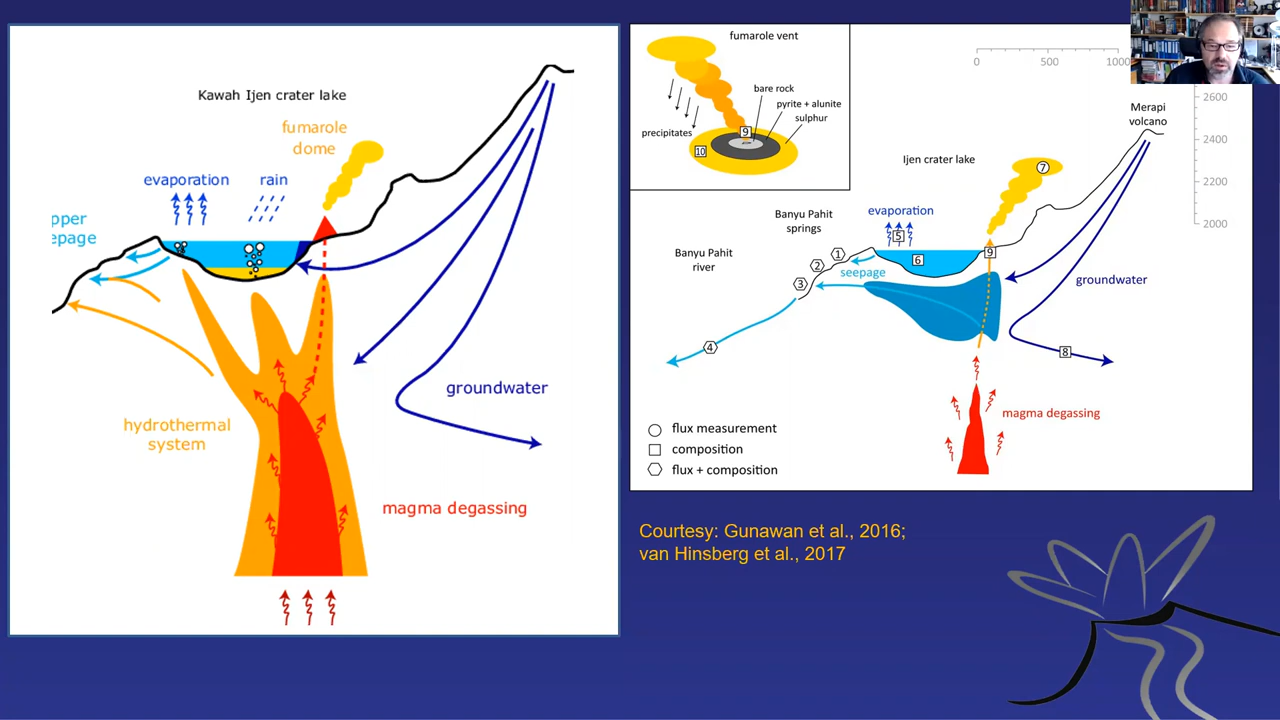 Kawah Ijen crater lake
fumarole
dome
evaporation
rain
pper
epage
groundwater
hydrothermal
system
magma degassing
fumarole vent
bare rock
pyrite + alunite
sulphur
precipitates
9
10
0
500
1000
2600
2400
2200
2000
Merapi
volcano
Ijen crater lake
7
Banyu Pahit
springs
evaporation
5
Banyu Pahit
river
1
2
3
4
6
9
seepage
groundwater
8
magma degassing
flux measurement
composition
flux + composition
Courtesy: Gunawan et al., 2016;
van Hinsberg et al., 2017